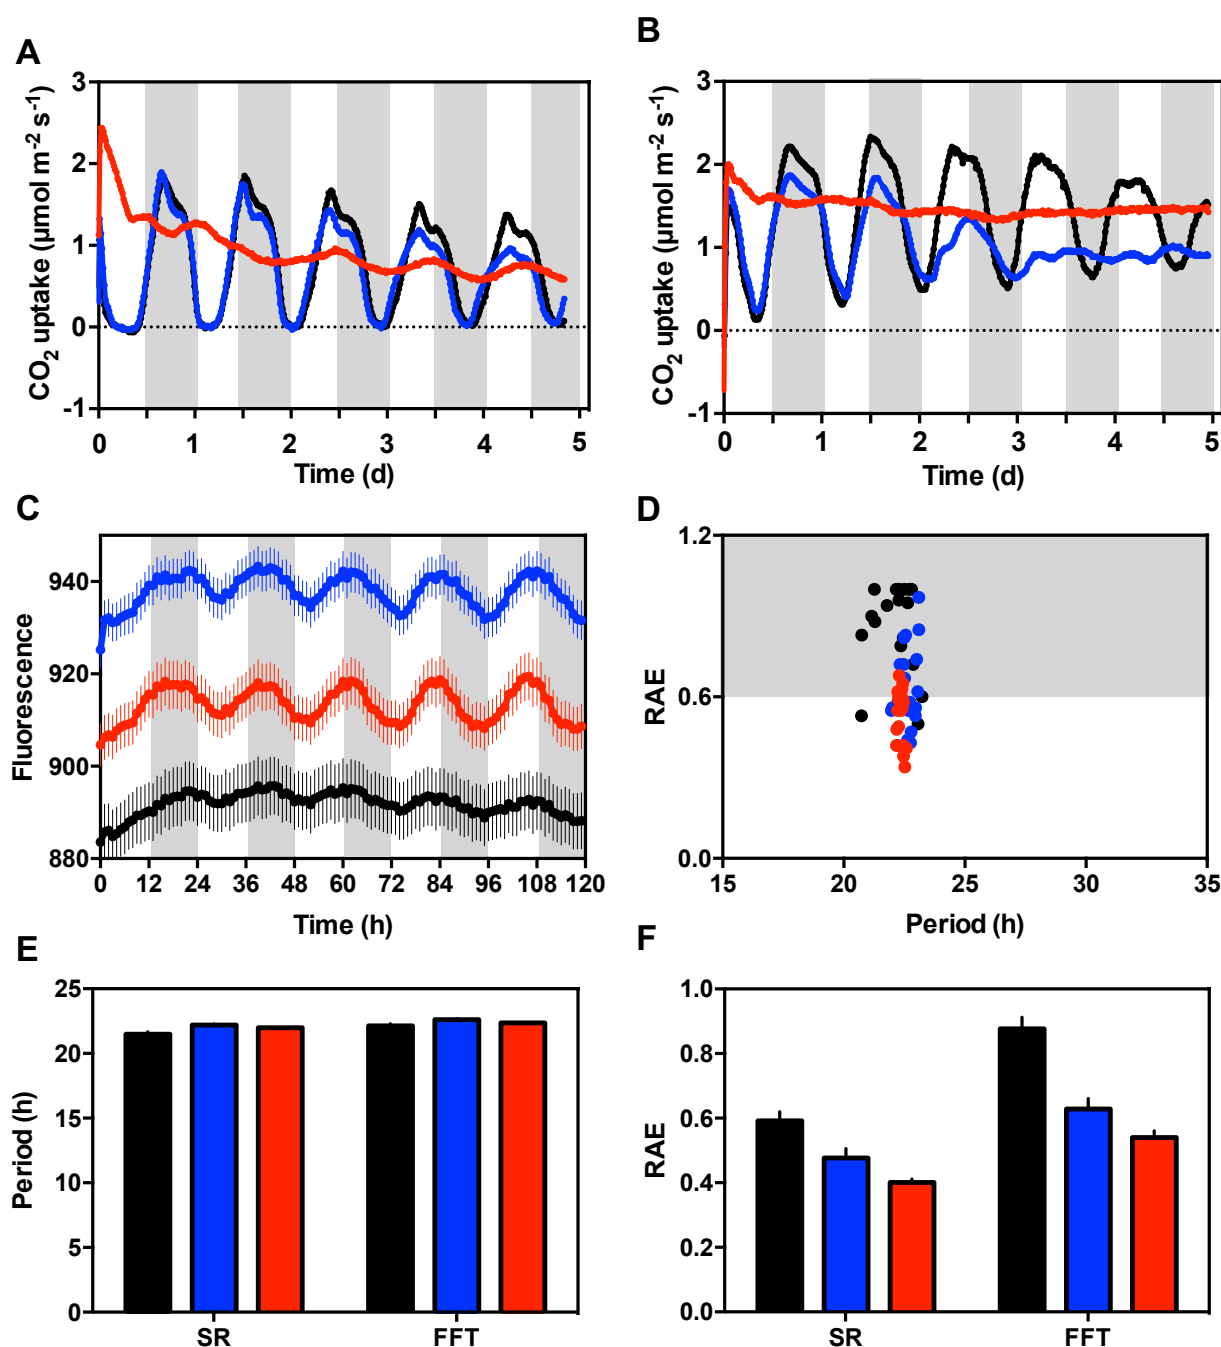 A
CO2 uptake (µmol m-2 s-1)
3
2
1
0
-1
0 1 2 3 4 5
Time (d)
B
CO2 uptake (µmol m-2 s-1)
3
2
1
0
-1
0 1 2 3 4 5
Time (d)
C
Fluorescence
940
920
900
880
0 12 24 36 48 60 72 84 96 108 120
Time (h)
D
RAE
1.2
0.6
0.0
15 20 25 30 35
Period (h)
E
Period (h)
25
20
15
10
5
0
SR FFT
F
RAE
1.0
0.8
0.6
0.4
0.2
0.0
SR FFT